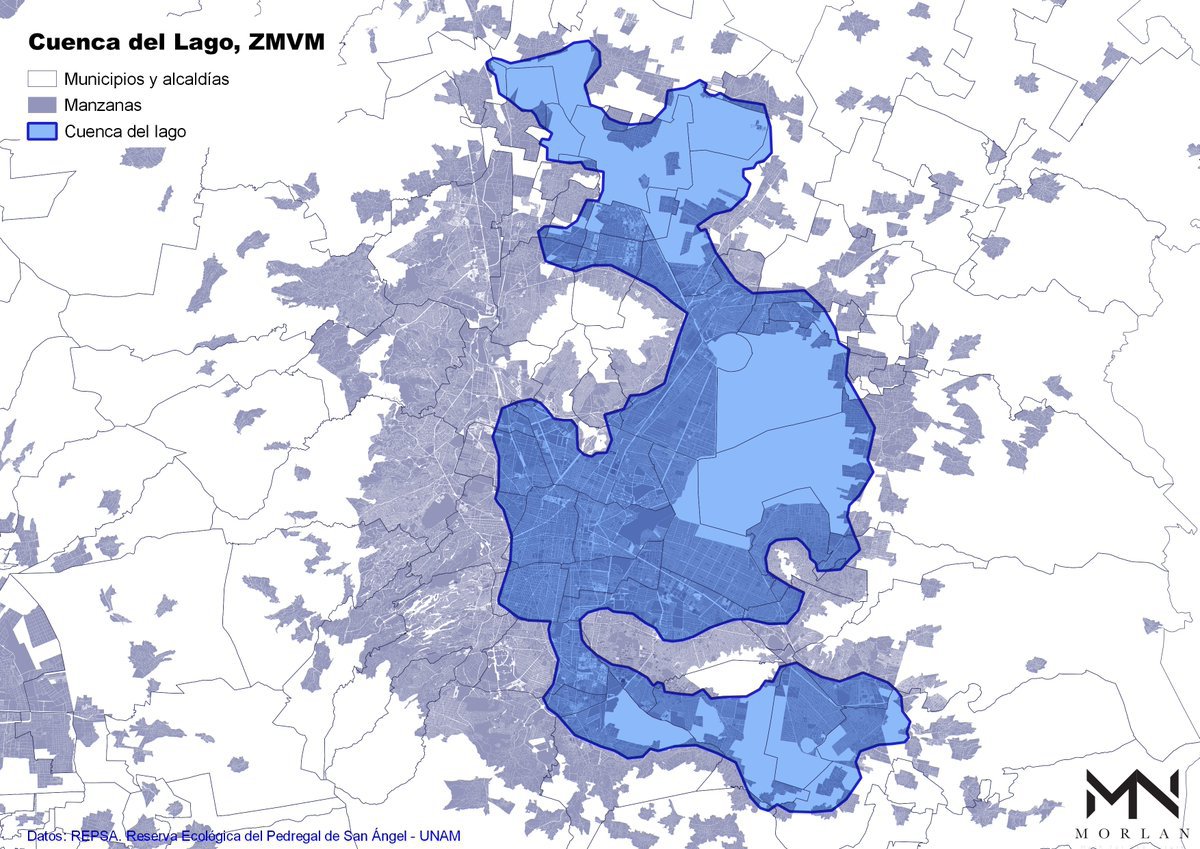 Cuenca del Lago, ZMVM
Municipios y alcaldías
Manzanas
Cuenca del lago
Datos: REPSA. Reserva Ecológica del Pedregal de San Ángel - UNAM
MN
MORLAN